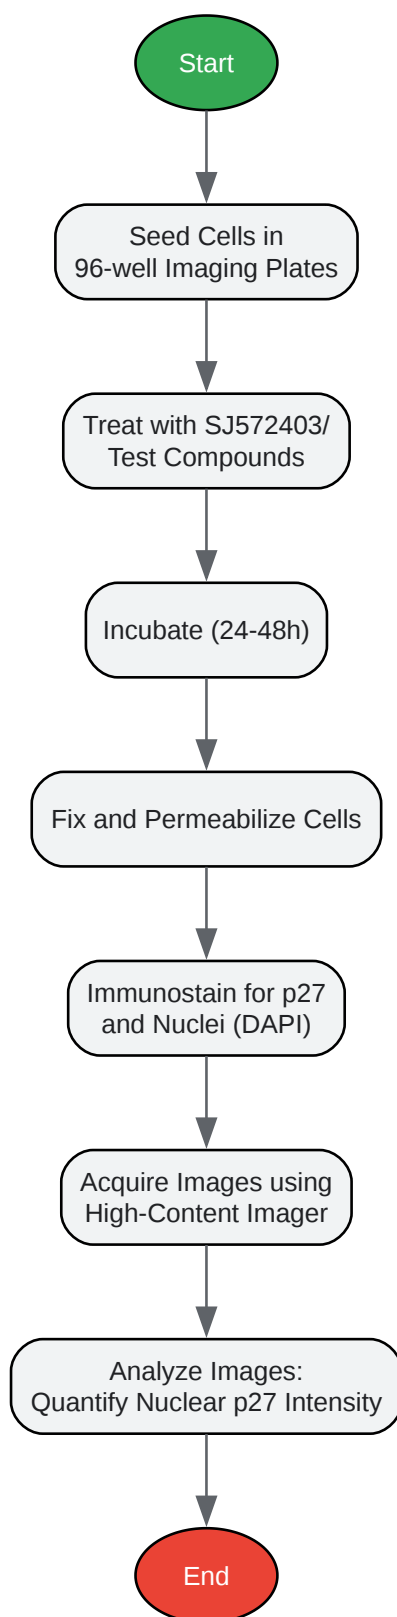 Start
Seed Cells in
96-well Imaging Plates
Treat with SJ572403/
Test Compounds
Incubate (24-48h)
Fix and Permeabilize Cells
Immunostain for p27
and Nuclei (DAPI)
Acquire Images using
High-Content Imager
Analyze Images:
Quantify Nuclear p27 Intensity
End